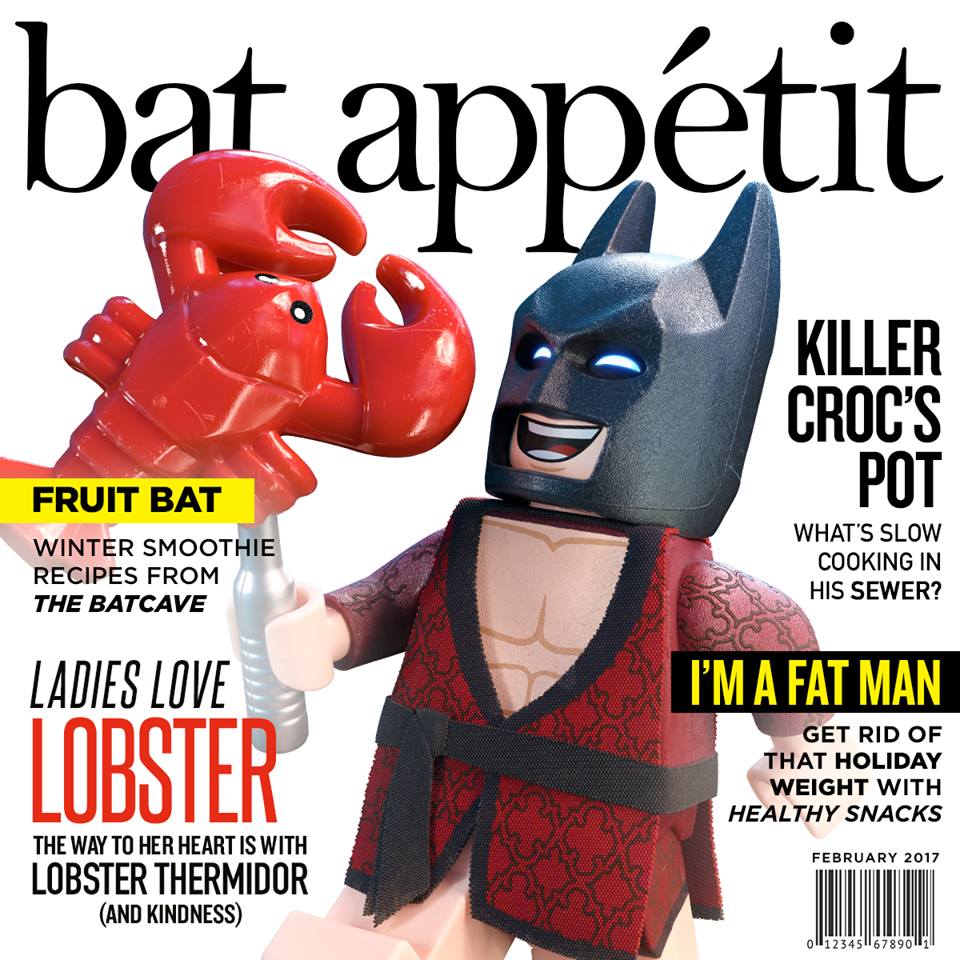 bat appétit
FRUIT BAT
WINTER SMOOTHIE
RECIPES FROM
THE BATCAVE
LADIES LOVE
LOBSTER
THE WAY TO HER HEART IS WITH
LOBSTER THERMIDOR
(AND KINDNESS)
KILLER
CROC'S
POT
WHAT'S SLOW
COOKING IN
HIS SEWER?
I'M A FAT MAN
GET RID OF
THAT HOLIDAY
WEIGHT WITH
HEALTHY SNACKS
FEBRUARY 2017
0 12345 67890 1